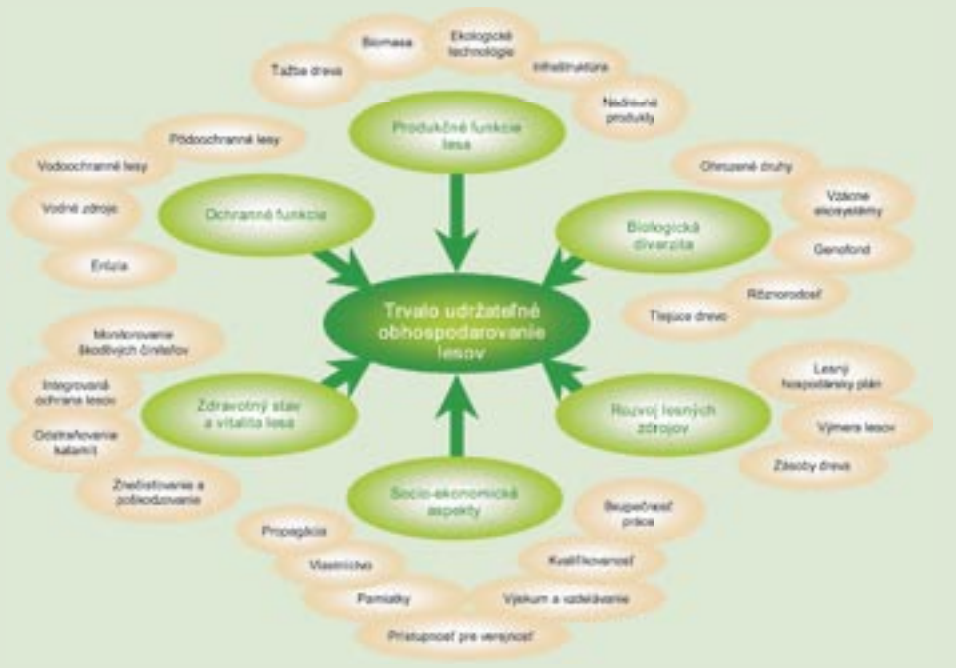 Ťažba dreva
Biomasa
Ekologické
technológie
Infraštruktúra
Nedrevné
produkty
Produkčné funkcie
lesa
Pôdoochranné lesy
Vodoochranné lesy
Vodné zdroje
Erózia
Ochranné funkcie
Ohrozené druhy
Vzácne
ekosystémy
Genofond
Rôznorodosť
Tlejúce drevo
Biologická
diverzita
Trvalo udržateľné
obhospodarovanie
lesov
Monitorovanie
škodlivých činiteľov
Integrovaná
ochrana lesov
Odstraňovanie
kalamít
Znečisťovanie a
poškodzovanie
Zdravotný stav
a vitalita lesa
Lesný
hospodársky plán
Výmera lesov
Zásoby dreva
Rozvoj lesných
zdrojov
Socio-ekonomické
aspekty
Propagácia
Vlastníctvo
Pamiatky
Prístupnosť pre verejnosť
Výskum a vzdelávanie
Kvalifikovanosť
Bezpečnosť
práce